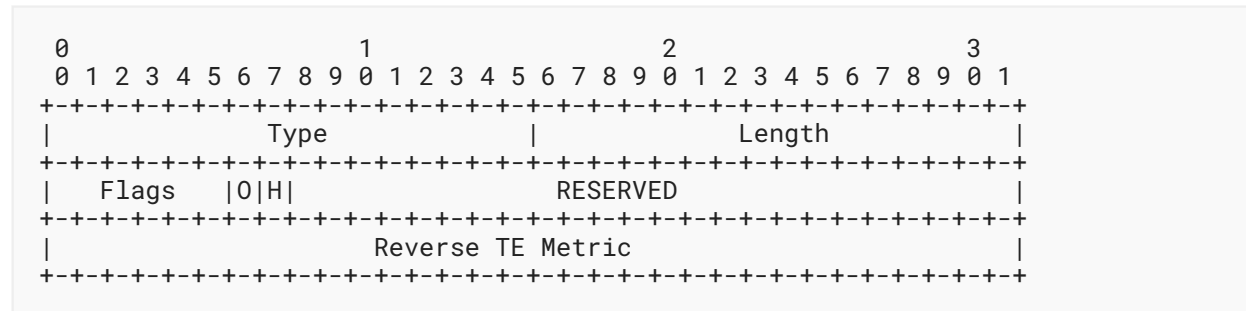 0                   1                   2                   3
 0 1 2 3 4 5 6 7 8 9 0 1 2 3 4 5 6 7 8 9 0 1 2 3 4 5 6 7 8 9 0 1
+-+-+-+-+-+-+-+-+-+-+-+-+-+-+-+-+-+-+-+-+-+-+-+-+-+-+-+-+-+-+-+-+
|              Type             |             Length            |
+-+-+-+-+-+-+-+-+-+-+-+-+-+-+-+-+-+-+-+-+-+-+-+-+-+-+-+-+-+-+-+-+
|   Flags   |O|H|                 RESERVED                      |
+-+-+-+-+-+-+-+-+-+-+-+-+-+-+-+-+-+-+-+-+-+-+-+-+-+-+-+-+-+-+-+-+
|                     Reverse TE Metric                         |
+-+-+-+-+-+-+-+-+-+-+-+-+-+-+-+-+-+-+-+-+-+-+-+-+-+-+-+-+-+-+-+-+